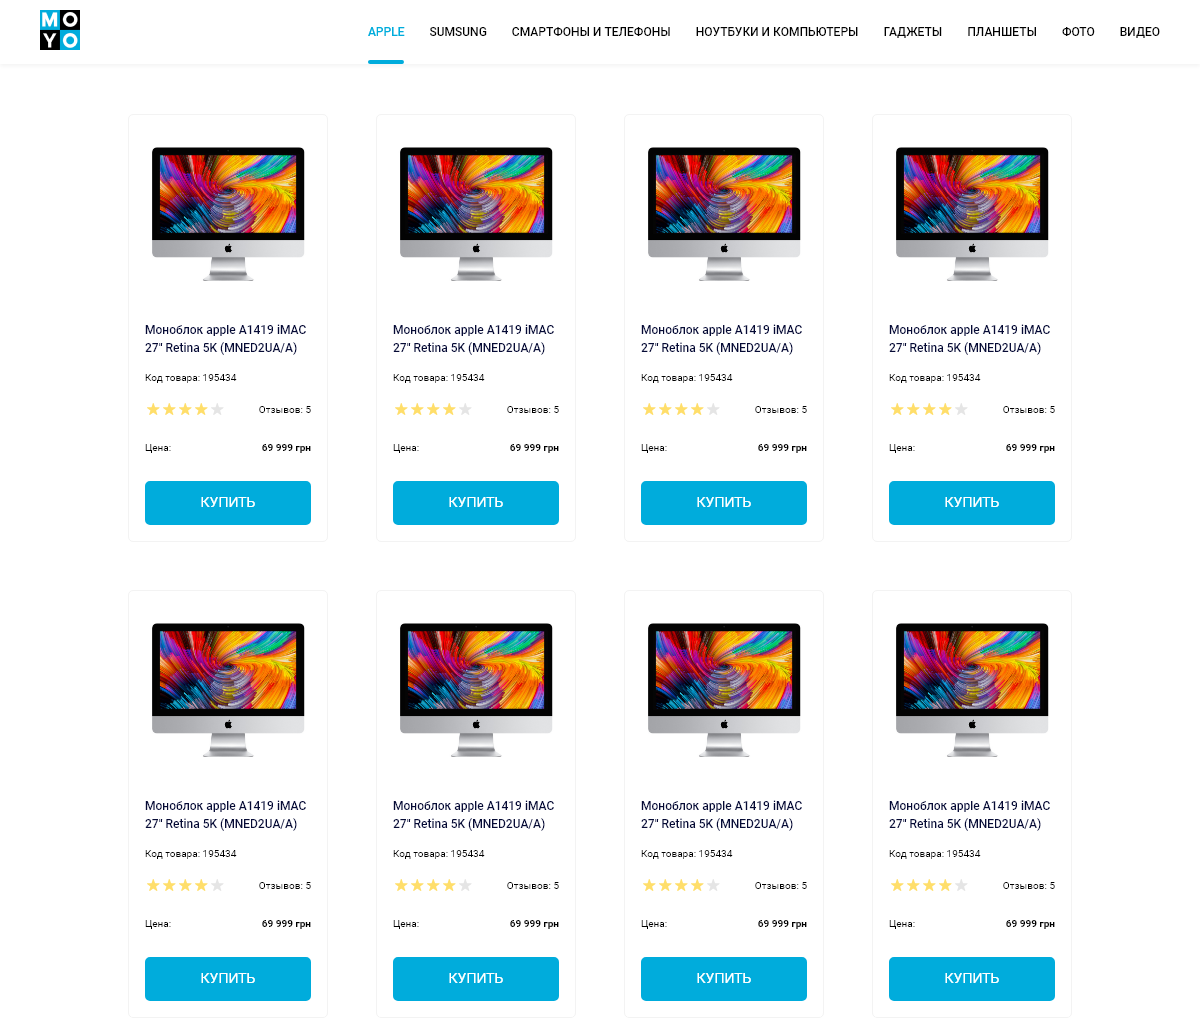 MO
YO
APPLE SUMSUNG СМАРТФОНЫ И ТЕЛЕФОНЫ НОУТБУКИ И КОМПЬЮТЕРЫ ГАДЖЕТЫ ПЛАНШЕТЫ ФОТО ВИДЕО
Моноблок apple A1419 iMAC
27" Retina 5K (MNED2UA/A)
Код товара: 195434
Отзывов: 5
Цена: 69 999 грн
КУПИТЬ
Моноблок apple A1419 iMAC
27" Retina 5K (MNED2UA/A)
Код товара: 195434
Отзывов: 5
Цена: 69 999 грн
КУПИТЬ
Моноблок apple A1419 iMAC
27" Retina 5K (MNED2UA/A)
Код товара: 195434
Отзывов: 5
Цена: 69 999 грн
КУПИТЬ
Моноблок apple A1419 iMAC
27" Retina 5K (MNED2UA/A)
Код товара: 195434
Отзывов: 5
Цена: 69 999 грн
КУПИТЬ
Моноблок apple A1419 iMAC
27" Retina 5K (MNED2UA/A)
Код товара: 195434
Отзывов: 5
Цена: 69 999 грн
КУПИТЬ
Моноблок apple A1419 iMAC
27" Retina 5K (MNED2UA/A)
Код товара: 195434
Отзывов: 5
Цена: 69 999 грн
КУПИТЬ
Моноблок apple A1419 iMAC
27" Retina 5K (MNED2UA/A)
Код товара: 195434
Отзывов: 5
Цена: 69 999 грн
КУПИТЬ
Моноблок apple A1419 iMAC
27" Retina 5K (MNED2UA/A)
Код товара: 195434
Отзывов: 5
Цена: 69 999 грн
КУПИТЬ